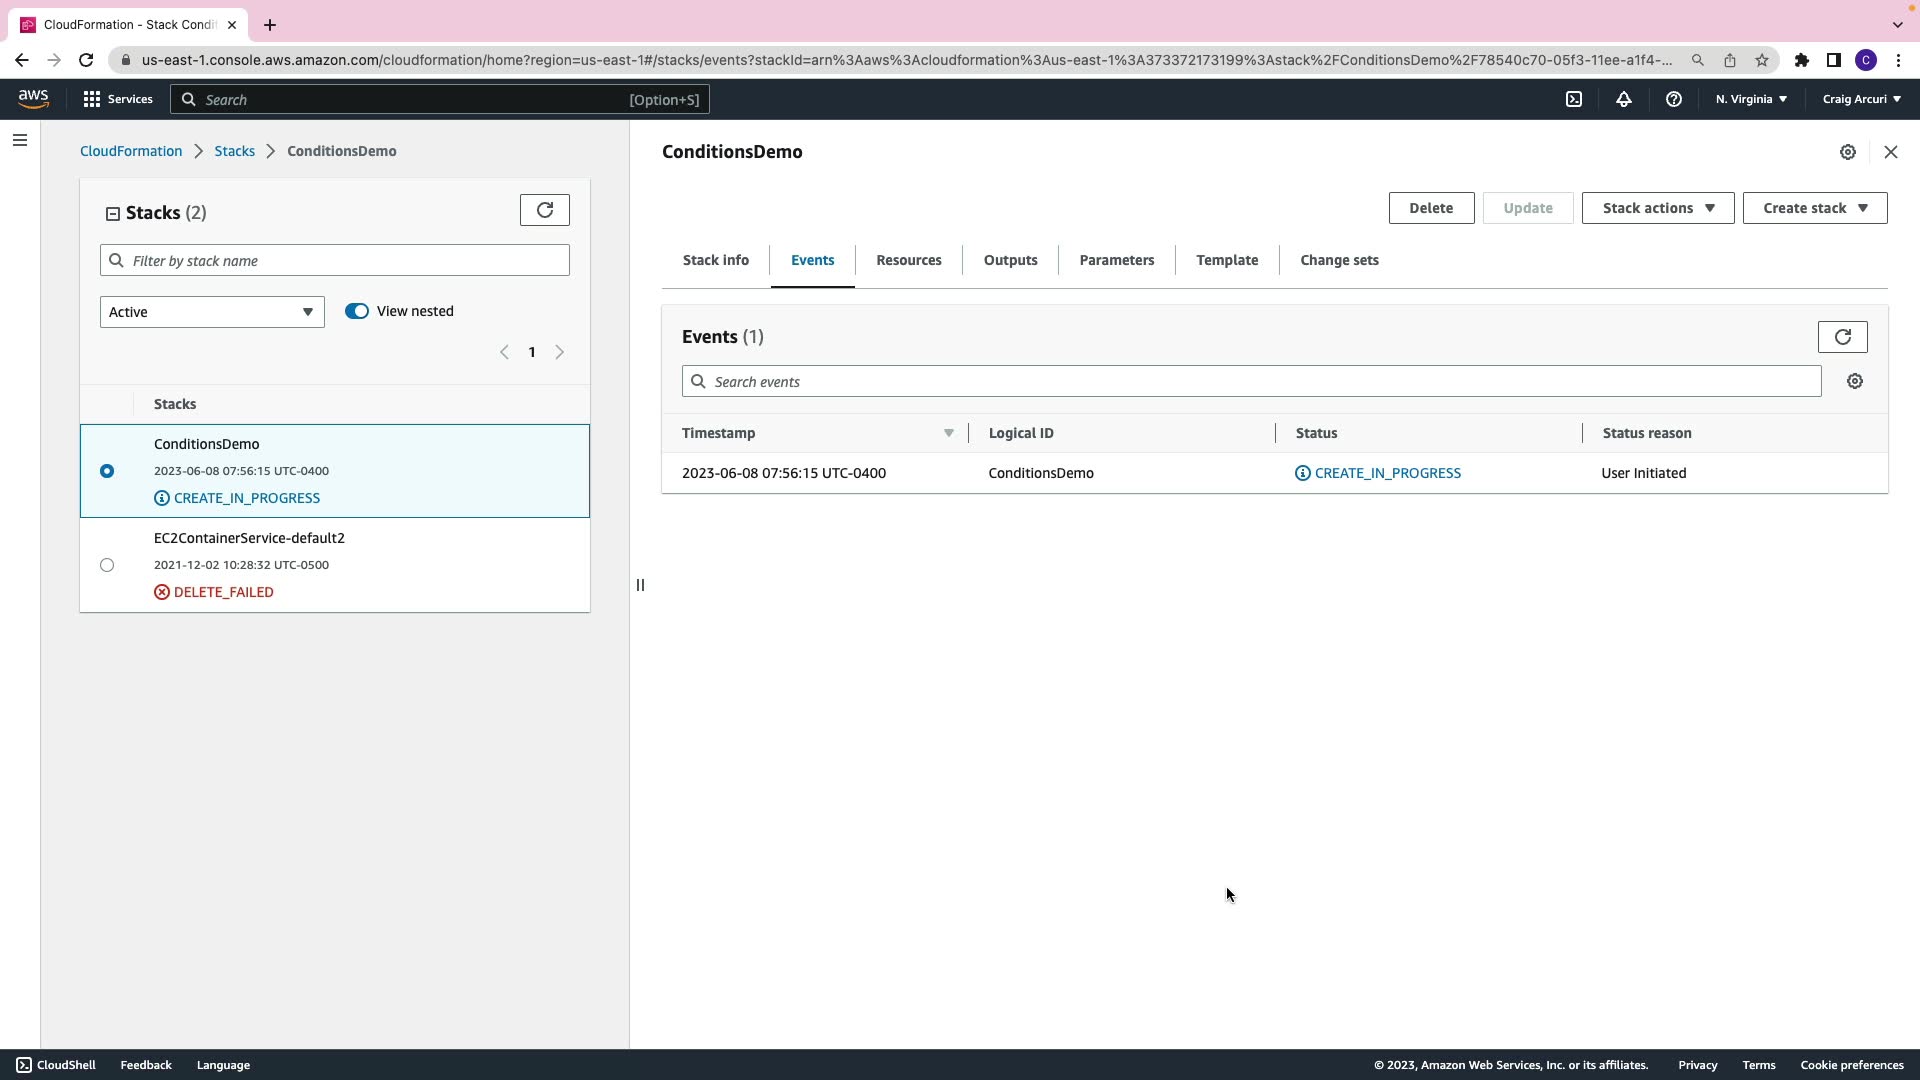 CloudFormation - Stack Condit
us-east-1.console.aws.amazon.com/cloudformation/home?region=us-east-1#/stacks/events?stackId=arn%3Aaws%3Acloudformation%3Aus-east-1%3A373372173199%3Astack%2FConditionsDemo%2F78540c70-05f3-11ee-a1f4-...
C
aws
Services
Search
[Option+S]
N. Virginia
Craig Arcuri
CloudFormation
Stacks
ConditionsDemo
Stacks (2)
Filter by stack name
Active
View nested
1
Stacks
ConditionsDemo
2023-06-08 07:56:15 UTC-0400
CREATE_IN_PROGRESS
EC2ContainerService-default2
2021-12-02 10:28:32 UTC-0500
DELETE_FAILED
ConditionsDemo
Delete
Update
Stack actions
Create stack
Stack info
Events
Resources
Outputs
Parameters
Template
Change sets
Events (1)
Search events
Timestamp
Logical ID
Status
Status reason
2023-06-08 07:56:15 UTC-0400
ConditionsDemo
CREATE_IN_PROGRESS
User Initiated
CloudShell
Feedback
Language
© 2023, Amazon Web Services, Inc. or its affiliates.
Privacy
Terms
Cookie preferences